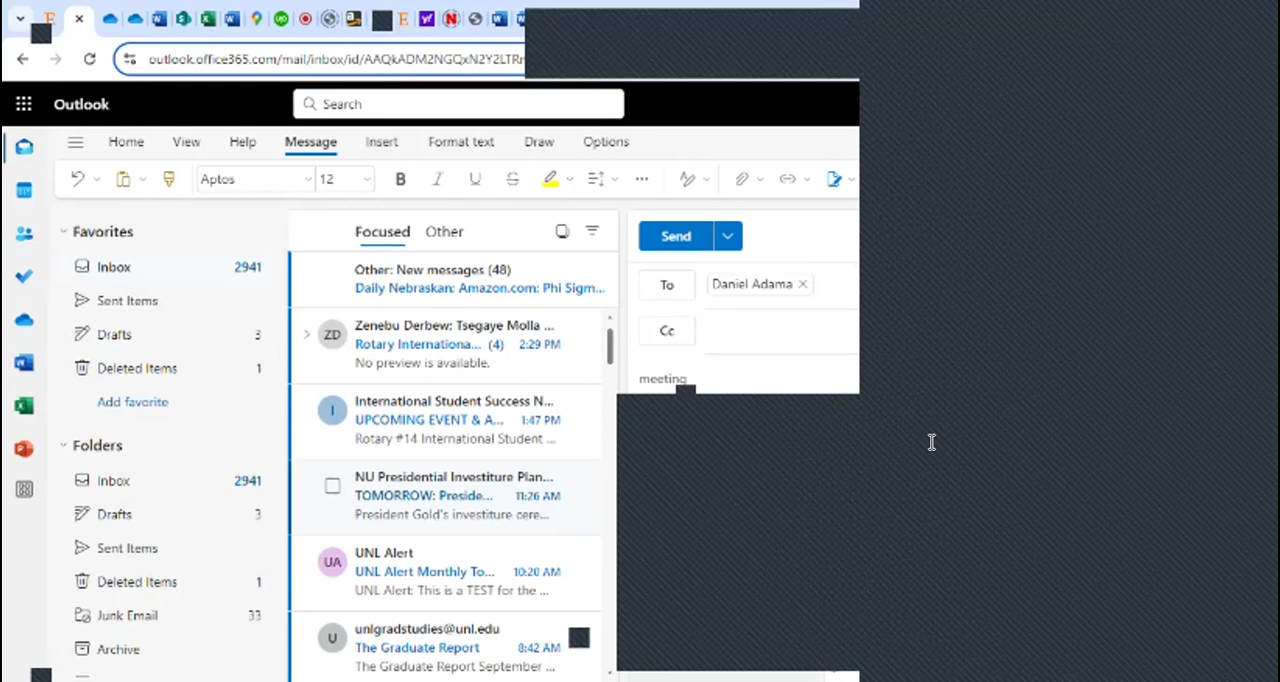 outlook.office365.com/mail/inbox/id/AAQkADM2NGQxN2Y2LTR
Outlook
Search
Home View Help Message Insert Format text Draw Options
Aptos 12
Favorites
Inbox 2941
Sent Items
Drafts 3
Deleted Items 1
Add favorite
Folders
Inbox 2941
Drafts 3
Sent Items
Deleted Items 1
Junk Email 33
Archive
Focused Other
Other: New messages (48)
Daily Nebraskan: Amazon.com: Phi Sigm...
ZD
Zenebu Derbew: Tsegaye Molla ...
Rotary Internationa... (4) 2:29 PM
No preview is available.
I
International Student Success N...
UPCOMING EVENT & A... 1:47 PM
Rotary #14 International Student ...
NU Presidential Investiture Plan...
TOMORROW: Preside... 11:26 AM
President Gold's investiture cere...
UA
UNL Alert
UNL Alert Monthly To... 10:20 AM
UNL Alert: This is a TEST for the ...
U
unlgradstudies@unl.edu
The Graduate Report 8:42 AM
The Graduate Report September ...
Send
To Daniel Adama
Cc
meeting